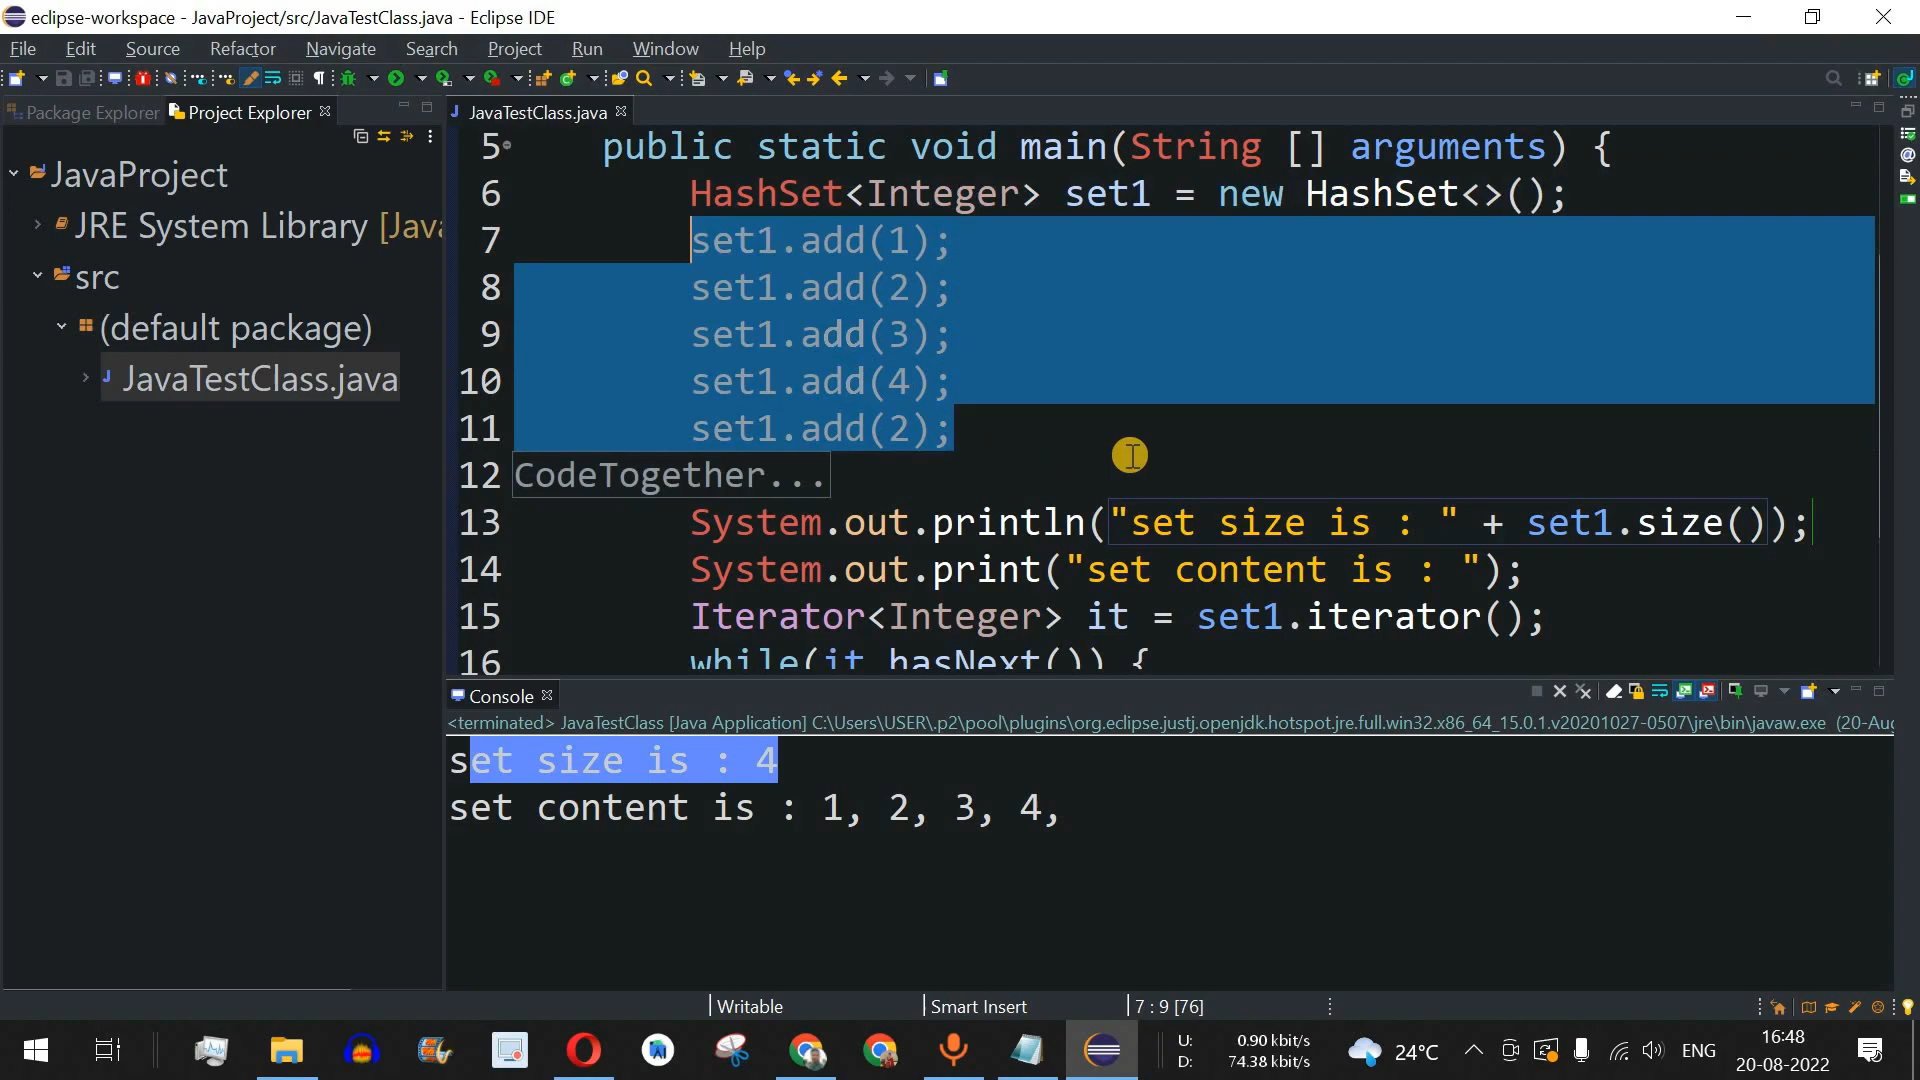 eclipse-workspace - JavaProject/src/JavaTestClass.java - Eclipse IDE
File Edit Source Refactor Navigate Search Project Run Window Help
Package Explorer Project Explorer
JavaTestClass.java
JavaProject
JRE System Library [Java
src
(default package)
JavaTestClass.java
5 public static void main(String [] arguments) {
6 HashSet<Integer> set1 = new HashSet<>();
7 set1.add(1);
8 set1.add(2);
9 set1.add(3);
10 set1.add(4);
11 set1.add(2);
12 CodeTogether...
13 System.out.println("set size is : " + set1.size());
14 System.out.print("set content is : ");
15 Iterator<Integer> it = set1.iterator();
16 while(it.hasNext()) {
Console
<terminated> JavaTestClass [Java Application] C:\Users\USER\.p2\pool\plugins\org.eclipse.justj.openjdk.hotspot.jre.full.win32.x86_64_15.0.1.v20201027-0507\jre\bin\javaw.exe (20-Aug
set size is : 4
set content is : 1, 2, 3, 4,
Writable Smart Insert 7 : 9 [76]
U: 0.90 kbit/s
D: 74.38 kbit/s
24°C
ENG
16:48
20-08-2022